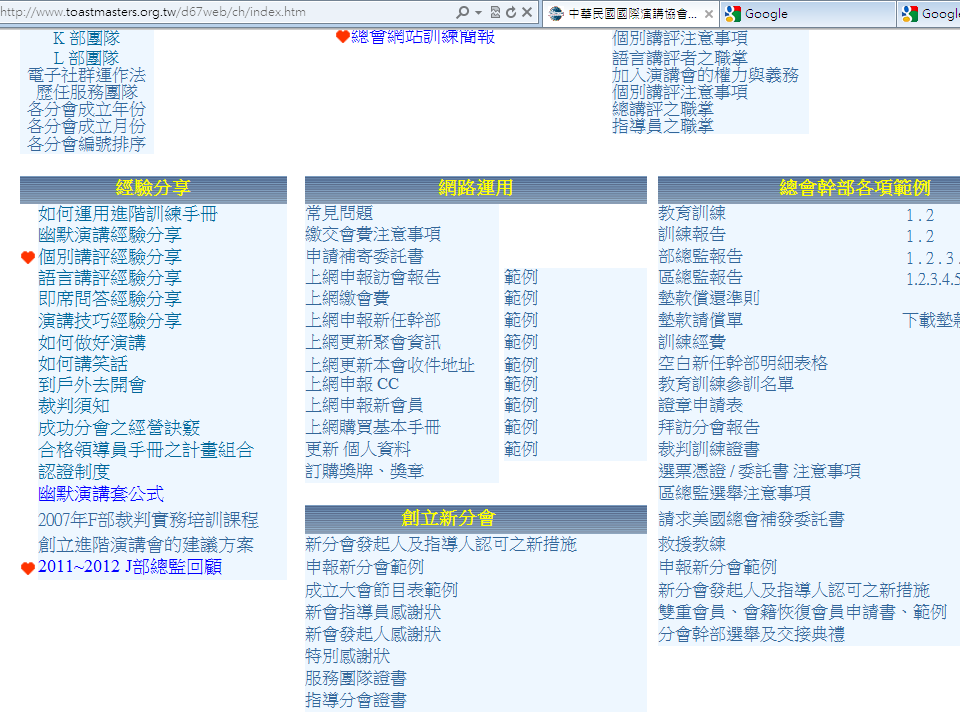 http://www.toastmasters.org.tw/d67web/ch/index.htm
中華民國國際演講協會...
Google
Googl
K 部團隊
L 部團隊
電子社群運作法
歷任服務團隊
各分會成立年份
各分會成立月份
各分會編號排序
總會網站訓練簡報
個別講評注意事項
語言講評者之職掌
加入演講會的權力與義務
個別講評注意事項
總講評之職掌
指導員之職掌
經驗分享
如何運用進階訓練手冊
幽默演講經驗分享
個別講評經驗分享
語言講評經驗分享
即席問答經驗分享
演講技巧經驗分享
如何做好演講
如何講笑話
到戶外去開會
裁判須知
成功分會之經營訣竅
合格領導員手冊之計畫組合
認證制度
幽默演講套公式
2007年F部裁判實務培訓課程
創立進階演講會的建議方案
2011~2012 J部總監回顧
網路運用
常見問題
繳交會費注意事項
申請補寄委託書
上網申報訪會報告 範例
上網繳會費 範例
上網申報新任幹部 範例
上網更新聚會資訊 範例
上網更新本會收件地址 範例
上網申報 CC 範例
上網申報新會員 範例
上網購買基本手冊 範例
更新 個人資料 範例
訂購獎牌、獎章
創立新分會
新分會發起人及指導人認可之新措施
申報新分會範例
成立大會節目表範例
新會指導員感謝狀
新會發起人感謝狀
特別感謝狀
服務團隊證書
指導分會證書
總會幹部各項範例
教育訓練 1 . 2
訓練報告 1 . 2
部總監報告 1 . 2 . 3 .
區總監報告 1.2.3.4.5
墊款償還準則
墊款請償單 下載墊款
訓練經費
空白新任幹部明細表格
教育訓練參訓名單
證章申請表
拜訪分會報告
裁判訓練證書
選票憑證 / 委託書 注意事項
區總監選舉注意事項
請求美國總會補發委託書
救援教練
申報新分會範例
新分會發起人及指導人認可之新措施
雙重會員、會籍恢復會員申請書、範例
分會幹部選舉及交接典禮